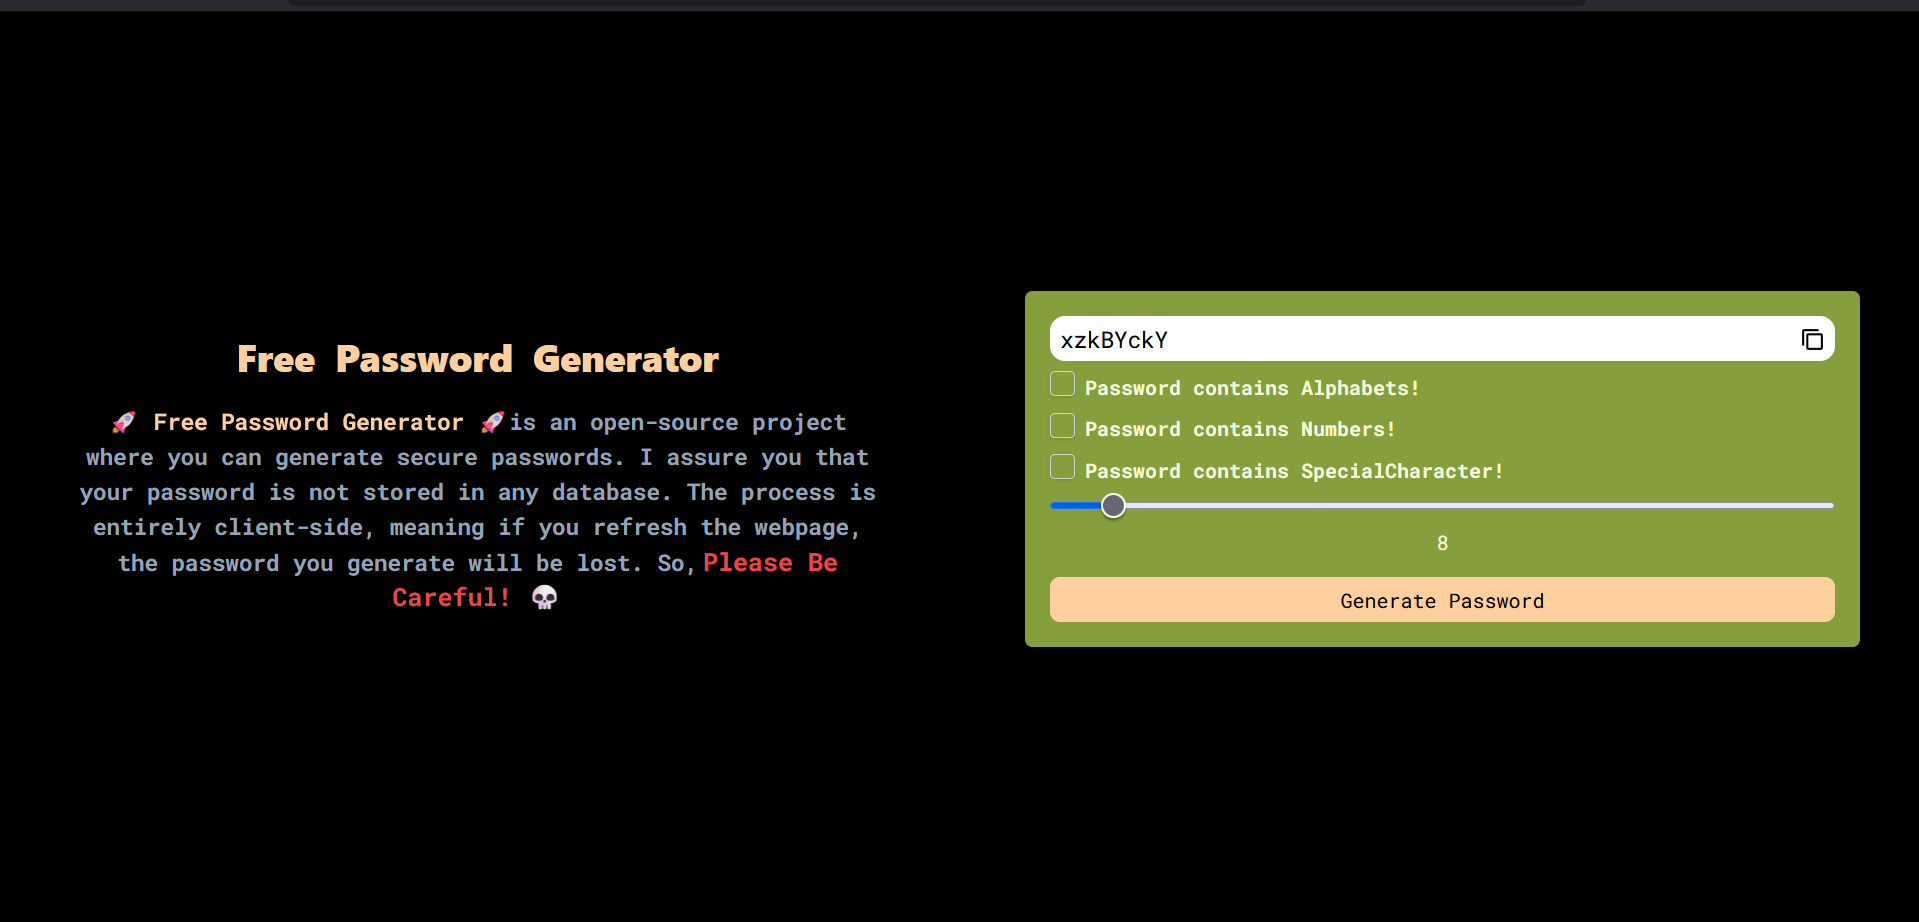 Free Password Generator
🚀 Free Password Generator 🚀is an open-source project
where you can generate secure passwords. I assure you that
your password is not stored in any database. The process is
entirely client-side, meaning if you refresh the webpage,
the password you generate will be lost. So, Please Be
Careful! 💀
xzkBYckY
Password contains Alphabets!
Password contains Numbers!
Password contains SpecialCharacter!
8
Generate Password